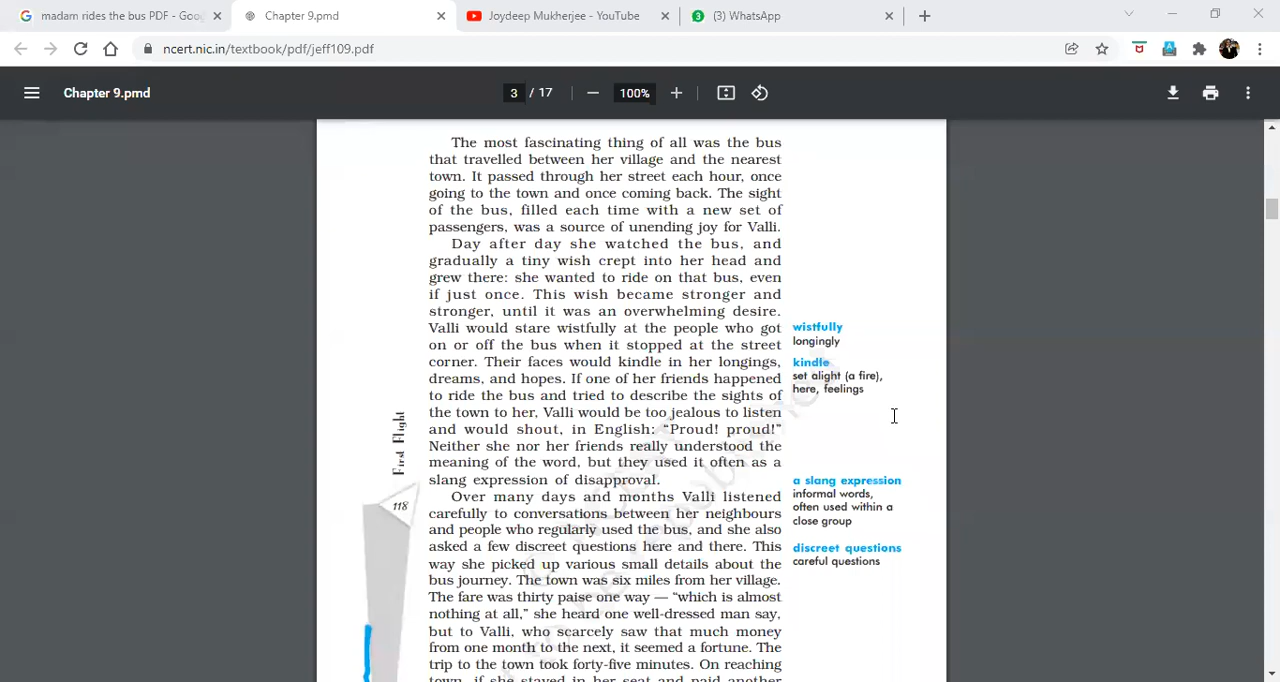 madam rides the bus PDF - Goo
Chapter 9.pmd
Joydeep Mukherjee - YouTube
(3) WhatsApp
ncert.nic.in/textbook/pdf/jeff109.pdf
Chapter 9.pmd
3 / 17
100%
The most fascinating thing of all was the bus
that travelled between her village and the nearest
town. It passed through her street each hour, once
going to the town and once coming back. The sight
of the bus, filled each time with a new set of
passengers, was a source of unending joy for Valli.
Day after day she watched the bus, and
gradually a tiny wish crept into her head and
grew there: she wanted to ride on that bus, even
if just once. This wish became stronger and
stronger, until it was an overwhelming desire.
Valli would stare wistfully at the people who got
on or off the bus when it stopped at the street
corner. Their faces would kindle in her longings,
dreams, and hopes. If one of her friends happened
to ride the bus and tried to describe the sights of
the town to her, Valli would be too jealous to listen
and would shout, in English: “Proud! proud!”
Neither she nor her friends really understood the
meaning of the word, but they used it often as a
slang expression of disapproval.
Over many days and months Valli listened
carefully to conversations between her neighbours
and people who regularly used the bus, and she also
asked a few discreet questions here and there. This
way she picked up various small details about the
bus journey. The town was six miles from her village.
The fare was thirty paise one way — “which is almost
nothing at all,” she heard one well-dressed man say,
but to Valli, who scarcely saw that much money
from one month to the next, it seemed a fortune. The
trip to the town took forty-five minutes. On reaching
town, if she stayed in her seat and paid another
wistfully
longingly
kindle
set alight (a fire),
here, feelings
a slang expression
informal words,
often used within a
close group
discreet questions
careful questions
First Flight
118